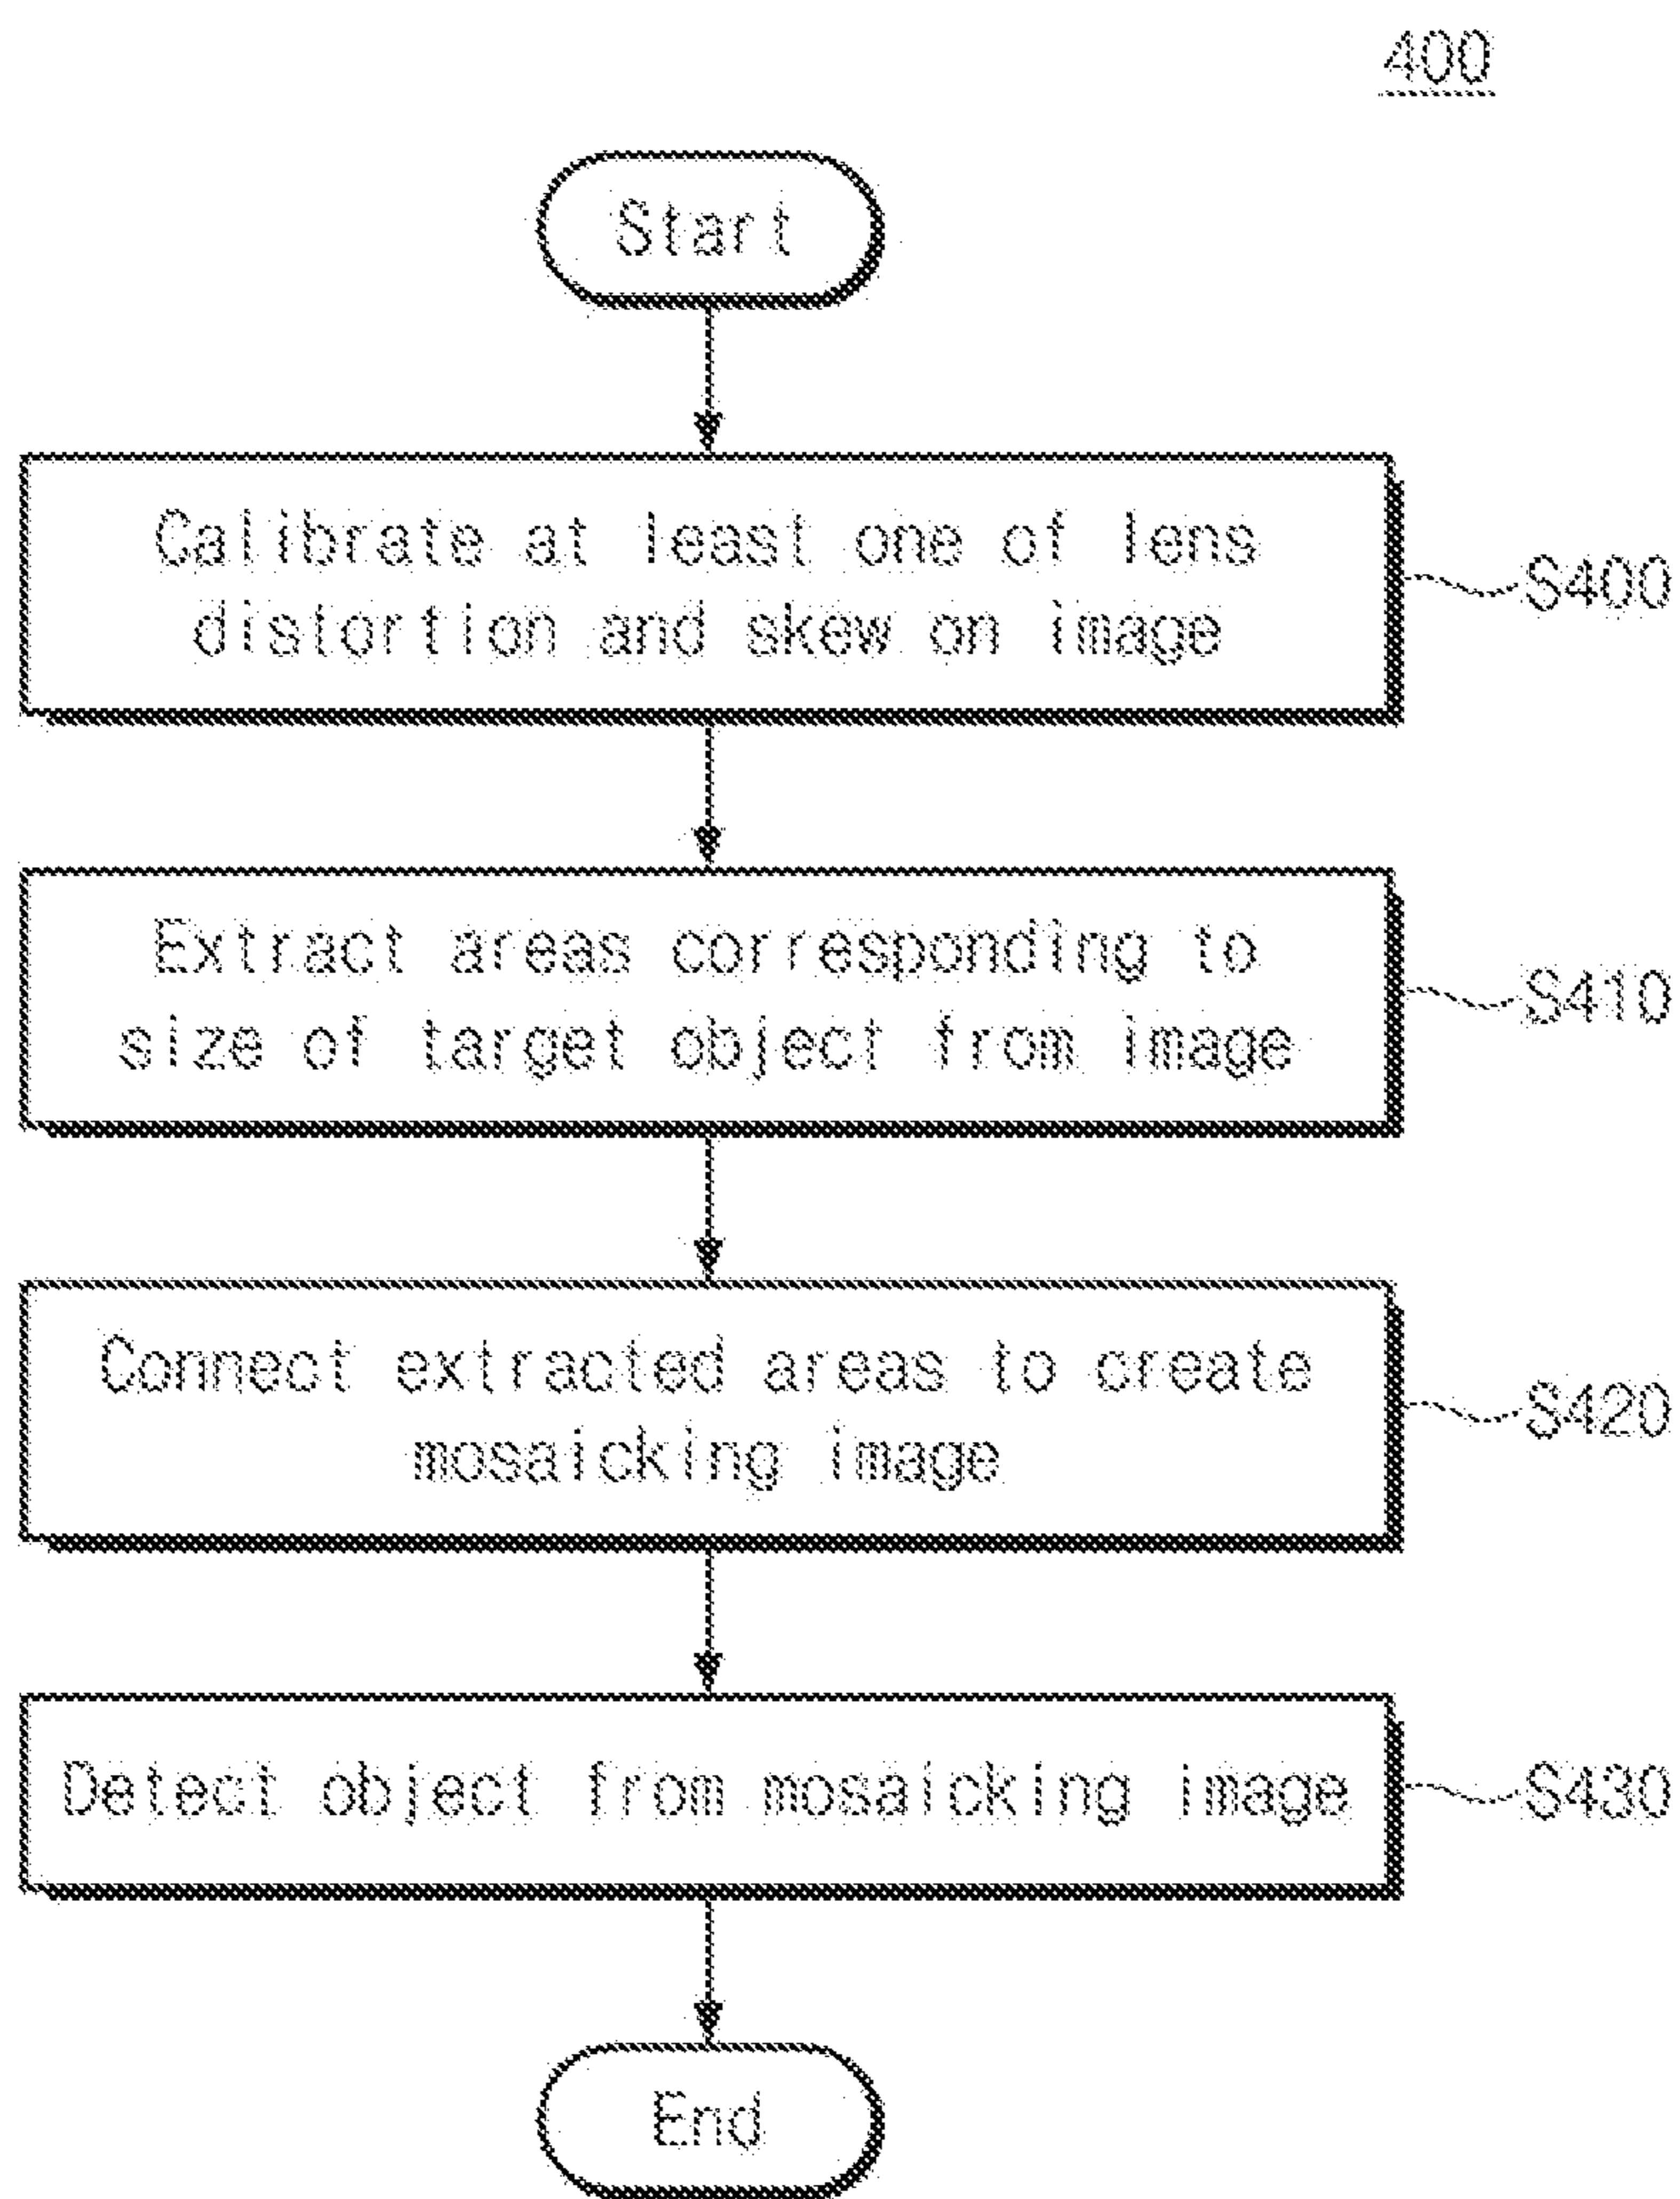 400
Start
Calibrate at least one of lens
distortion and skew on image
S400
Extract areas corresponding to
size of target object from image
S410
Connect extracted areas to create
mosaicking image
S420
Detect object from mosaicking image
S430
End